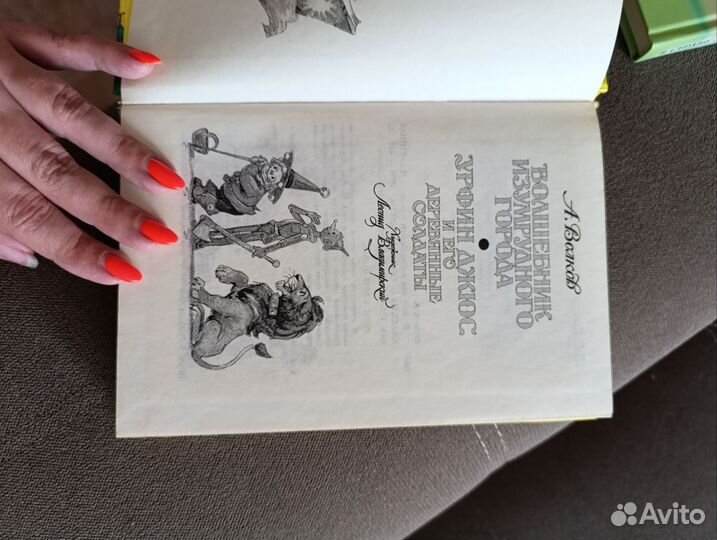 А. Волков
ВОЛШЕБНИК
ИЗУМРУДНОГО
ГОРОДА
УРФИН ДЖЮС
И ЕГО
ДЕРЕВЯННЫЕ
СОЛДАТЫ
Художник
Леонид Владимирский
Avito